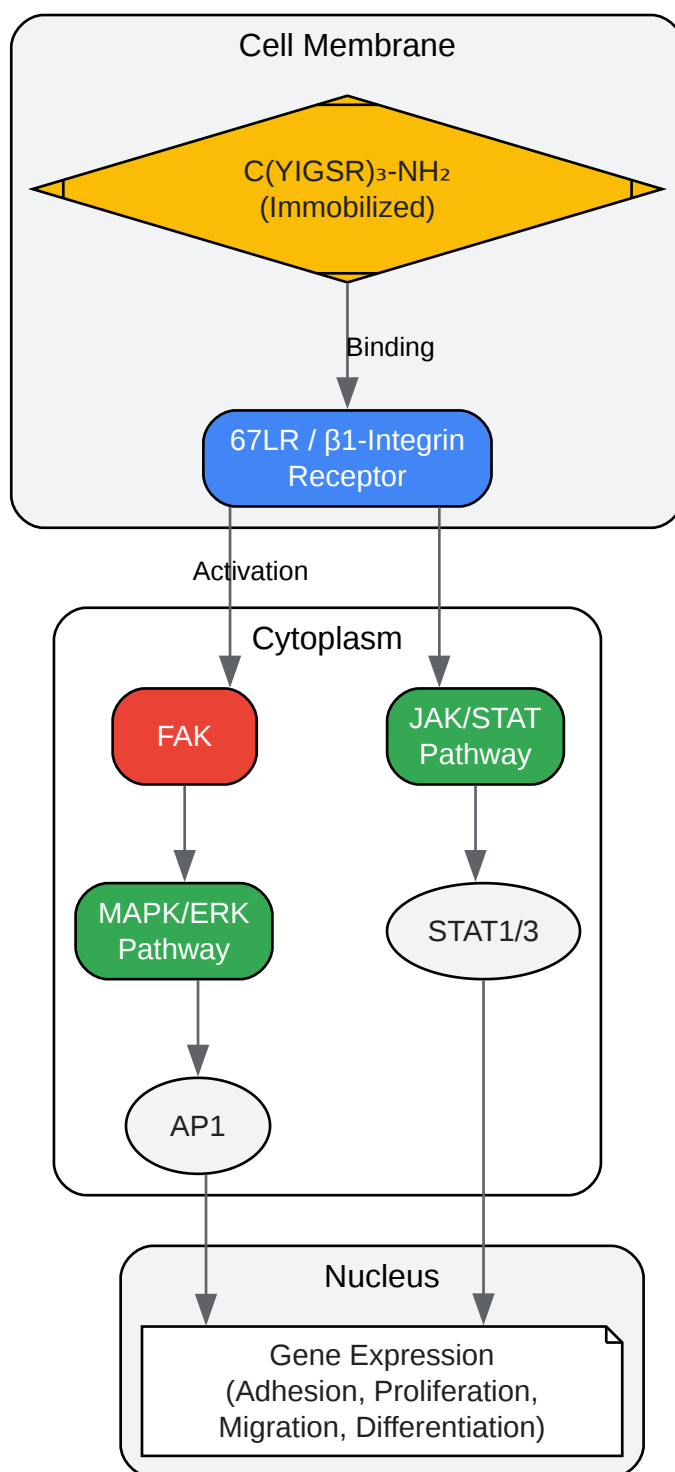 Cell Membrane
C(YIGSR)₃-NH₂
(Immobilized)
Binding
67LR / β1-Integrin
Receptor
Activation
Cytoplasm
FAK
JAK/STAT
Pathway
MAPK/ERK
Pathway
STAT1/3
AP1
Nucleus
Gene Expression
(Adhesion, Proliferation,
Migration, Differentiation)